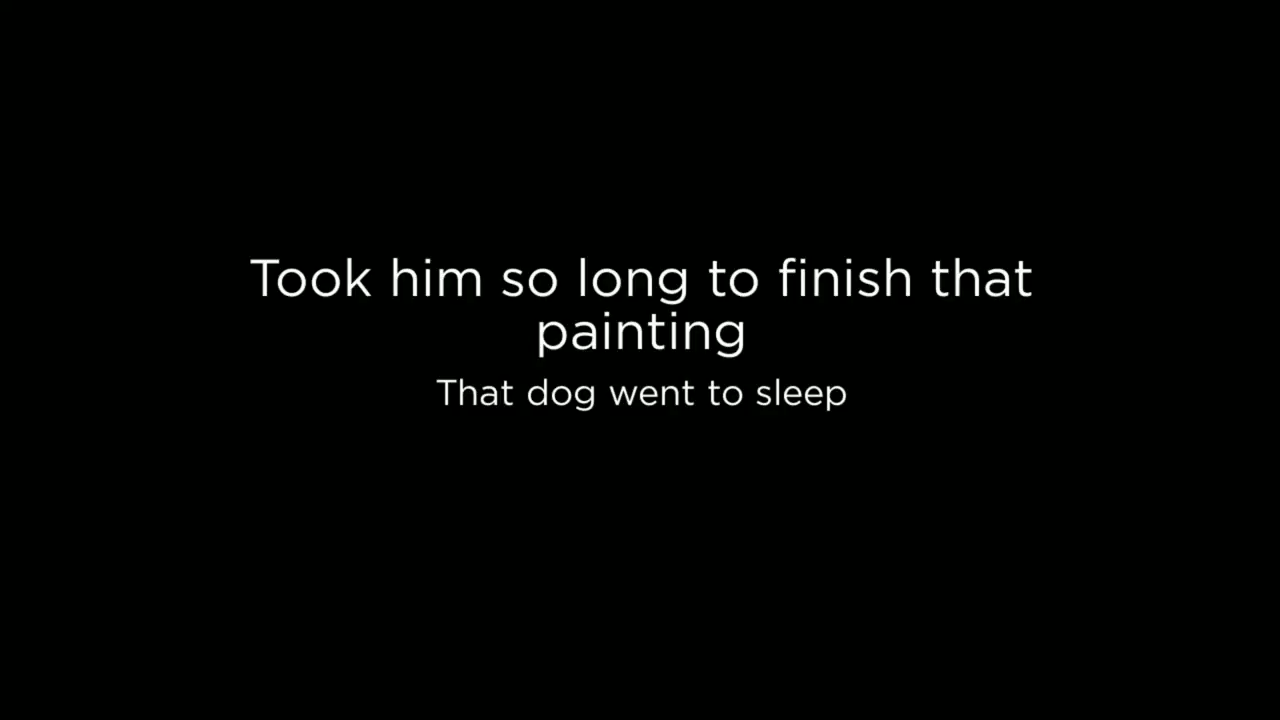 Took him so long to finish that
painting
That dog went to sleep